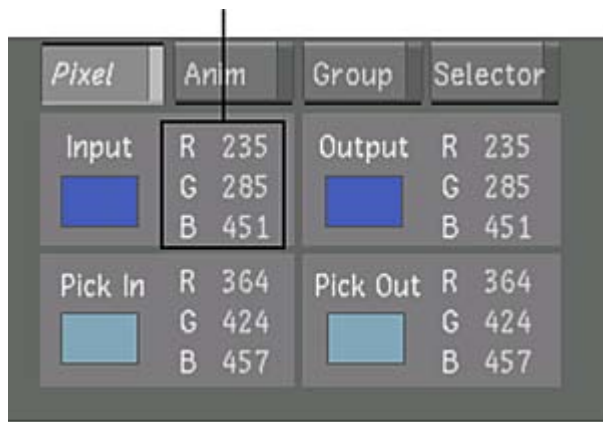 Pixel Anim Group Selector
Input R 235 Output R 235
G 285 G 285
B 451 B 451
Pick In R 364 Pick Out R 364
G 424 G 424
B 457 B 457